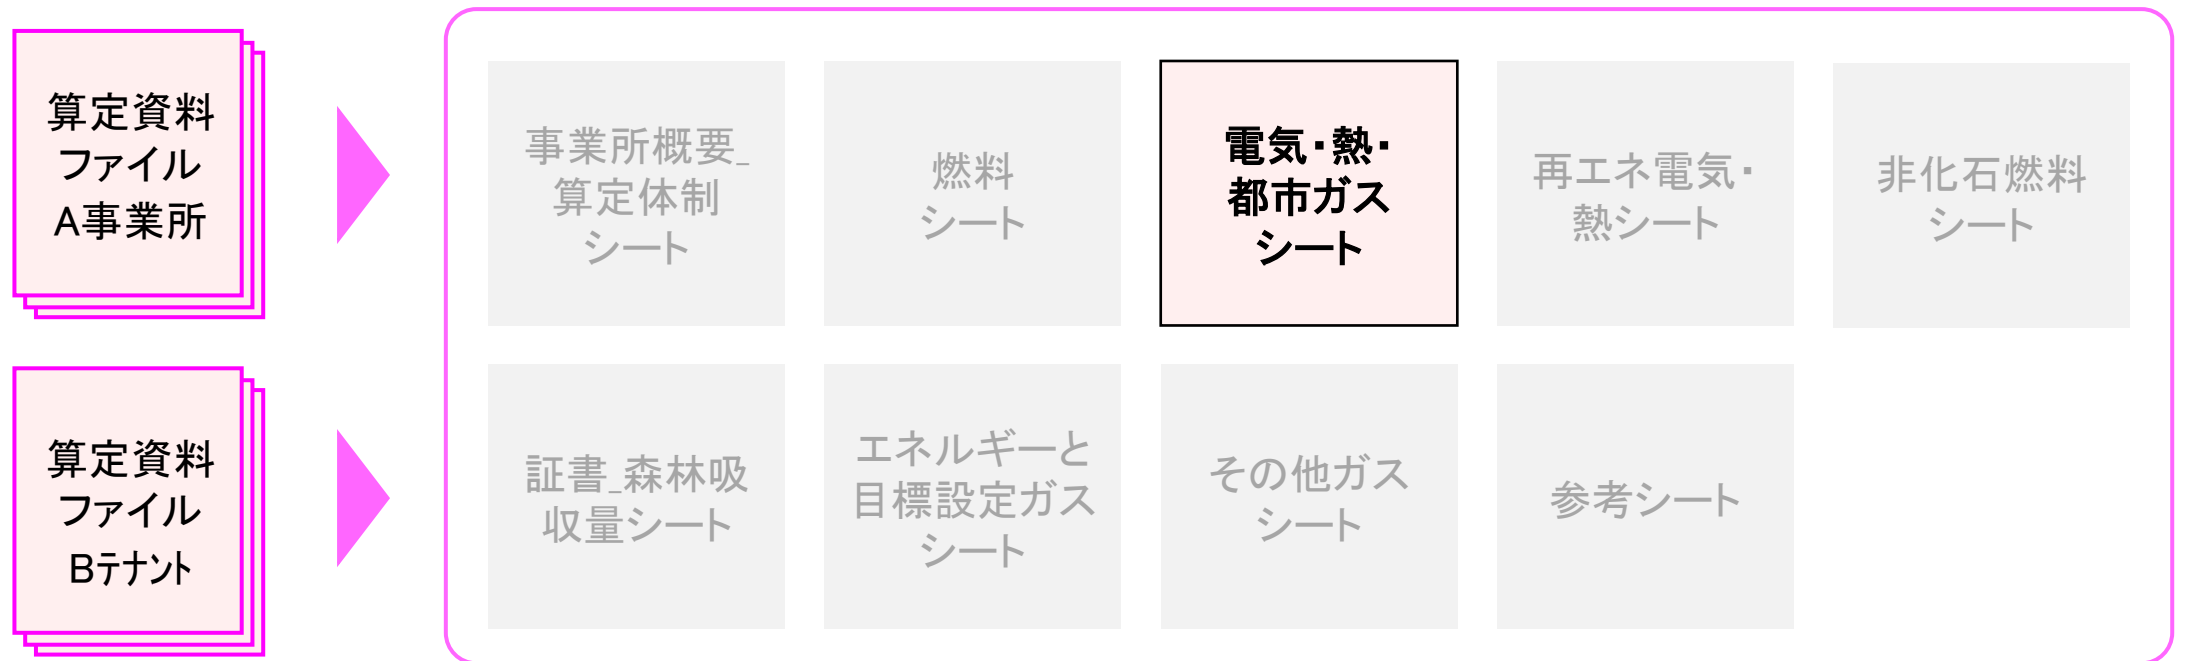 算定資料
ファイル
A事業所
事業所概要_
算定体制
シート
燃料
シート
電気・熱・
都市ガス
シート
再エネ電気・
熱シート
非化石燃料
シート
算定資料
ファイル
Bﾃﾅﾝﾄ
証書_森林吸
収量シート
エネルギーと
目標設定ガス
シート
その他ガス
シート
参考シート